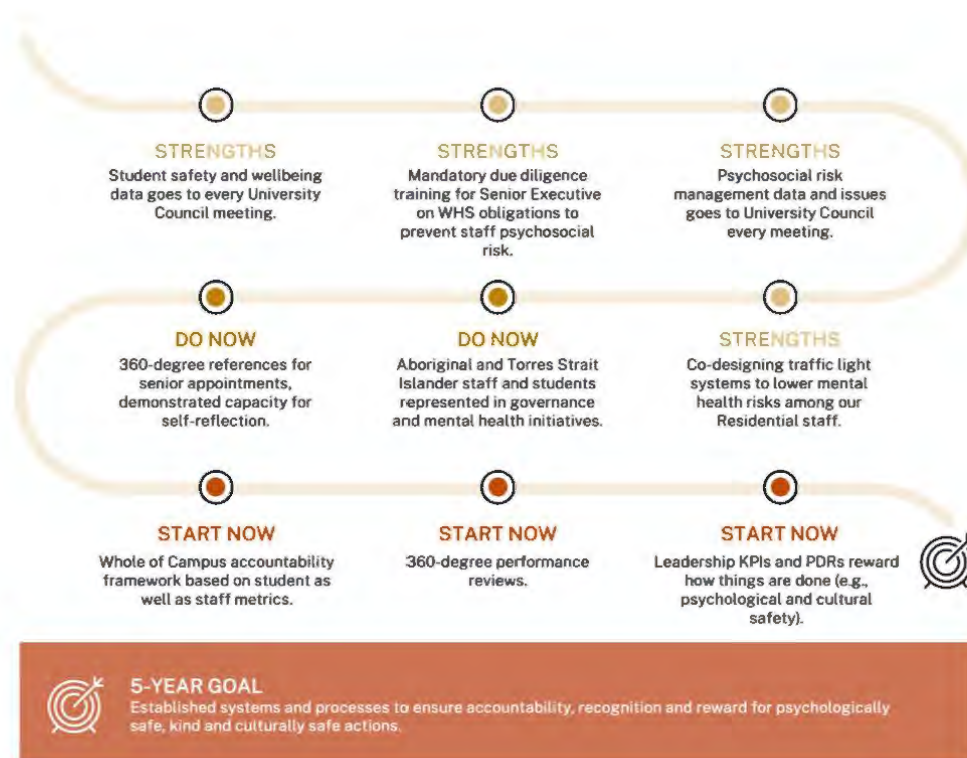 STRENGTHS
Student safety and wellbeing
data goes to every University
Council meeting.
STRENGTHS
Mandatory due diligence
training for Senior Executive
on WHS obligations to
prevent staff psychosocial
risk.
STRENGTHS
Psychosocial risk
management data and issues
goes to University Council
every meeting.
DO NOW
360-degree references for
senior appointments,
demonstrated capacity for
self-reflection.
DO NOW
Aboriginal and Torres Strait
Islander staff and students
represented in governance
and mental health initiatives.
STRENGTHS
Co-designing traffic light
systems to lower mental
health risks among our
Residential staff.
START NOW
Whole of Campus accountability
framework based on student as
well as staff metrics.
START NOW
360-degree performance
reviews.
START NOW
Leadership KPIs and PDRs reward
how things are done (e.g.,
psychological and cultural
safety).
5-YEAR GOAL
Established systems and processes to ensure accountability, recognition and reward for psychologically
safe, kind and culturally safe actions.